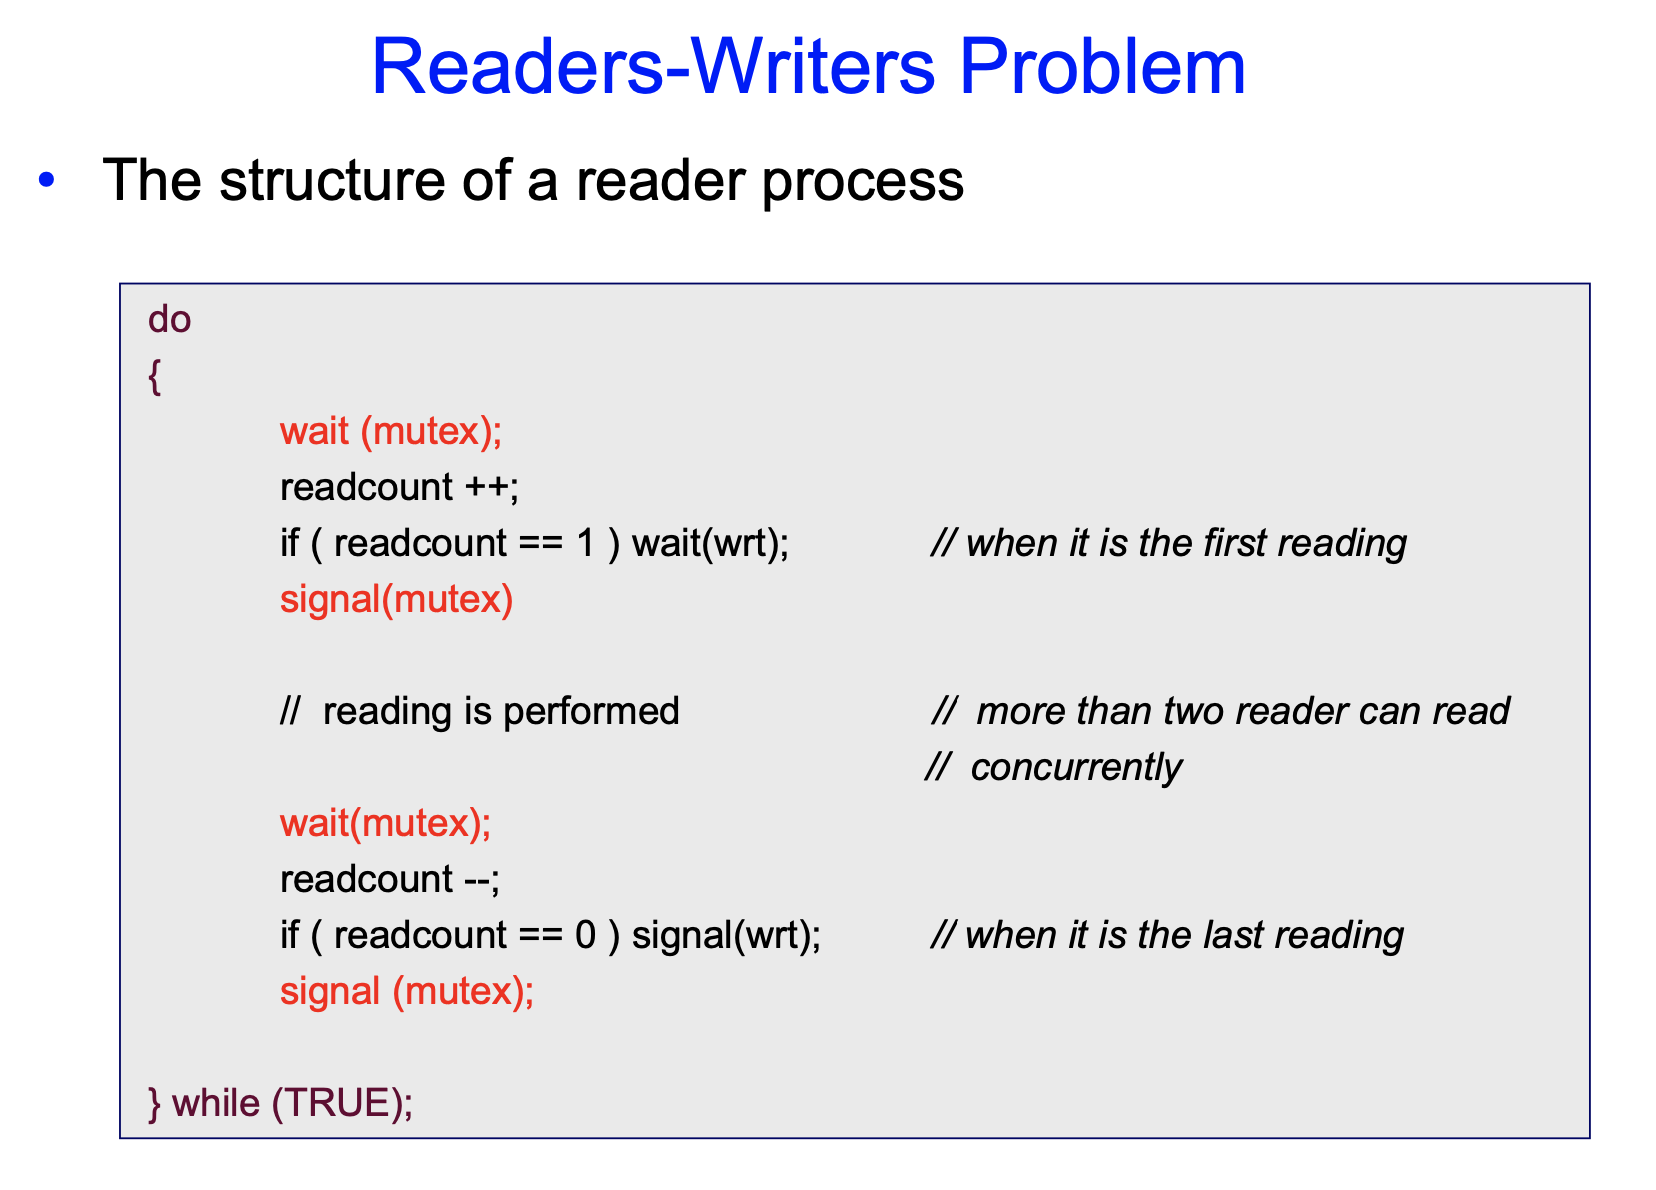 Readers-Writers Problem
• The structure of a reader process
do
{
wait (mutex);
readcount ++;
if ( readcount == 1 ) wait(wrt); // when it is the first reading
signal(mutex)
// reading is performed // more than two reader can read
// concurrently
wait(mutex);
readcount --;
if ( readcount == 0 ) signal(wrt); // when it is the last reading
signal (mutex);
} while (TRUE);